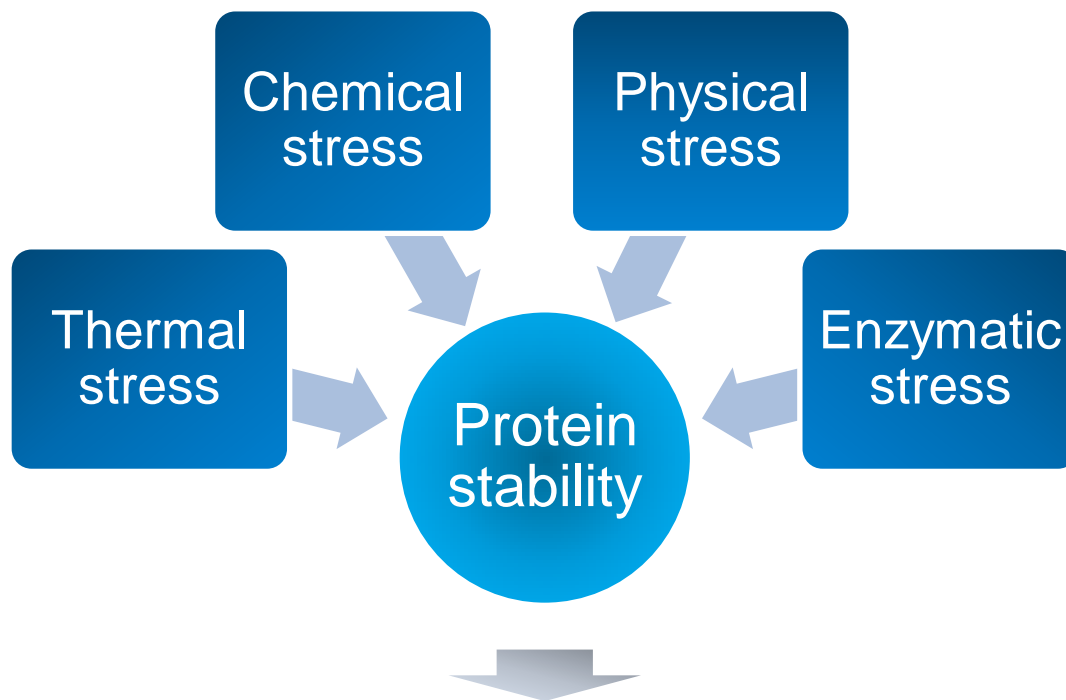 Chemical
stress
Physical
stress
Thermal
stress
Enzymatic
stress
Protein
stability